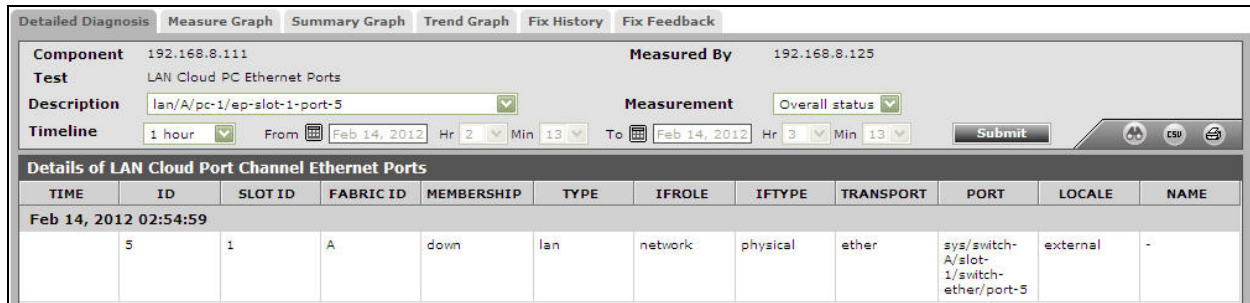 Detailed Diagnosis Measure Graph Summary Graph Trend Graph Fix History Fix Feedback
Component 192.168.8.111 Measured By 192.168.8.125
Test LAN Cloud PC Ethernet Ports
Description lan/A/pc-1/ep-slot-1-port-5 Measurement Overall status
Timeline 1 hour From Feb 14, 2012 Hr 2 Min 13 To Feb 14, 2012 Hr 3 Min 13 Submit CSV
Details of LAN Cloud Port Channel Ethernet Ports
TIME ID SLOT ID FABRIC ID MEMBERSHIP TYPE IFROLE IFTYPE TRANSPORT PORT LOCALE NAME
Feb 14, 2012 02:54:59
5 1 A down lan network physical ether sys/switch- external -
A/slot-
1/switch-
ether/port-5